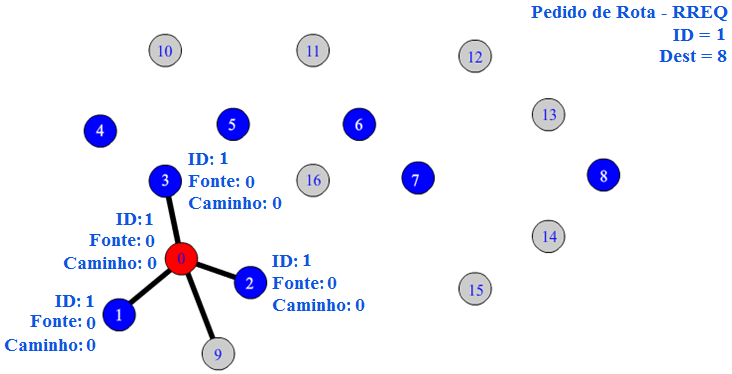 Pedido de Rota - RREQ
ID = 1
Dest = 8
10
11
12
13
4
5
6
3
ID: 1
Fonte: 0
Caminho: 0
16
7
8
ID:1
Fonte: 0
Caminho: 0
0
14
2
ID: 1
Fonte: 0
Caminho: 0
15
ID: 1
Fonte: 0
Caminho: 0
1
9